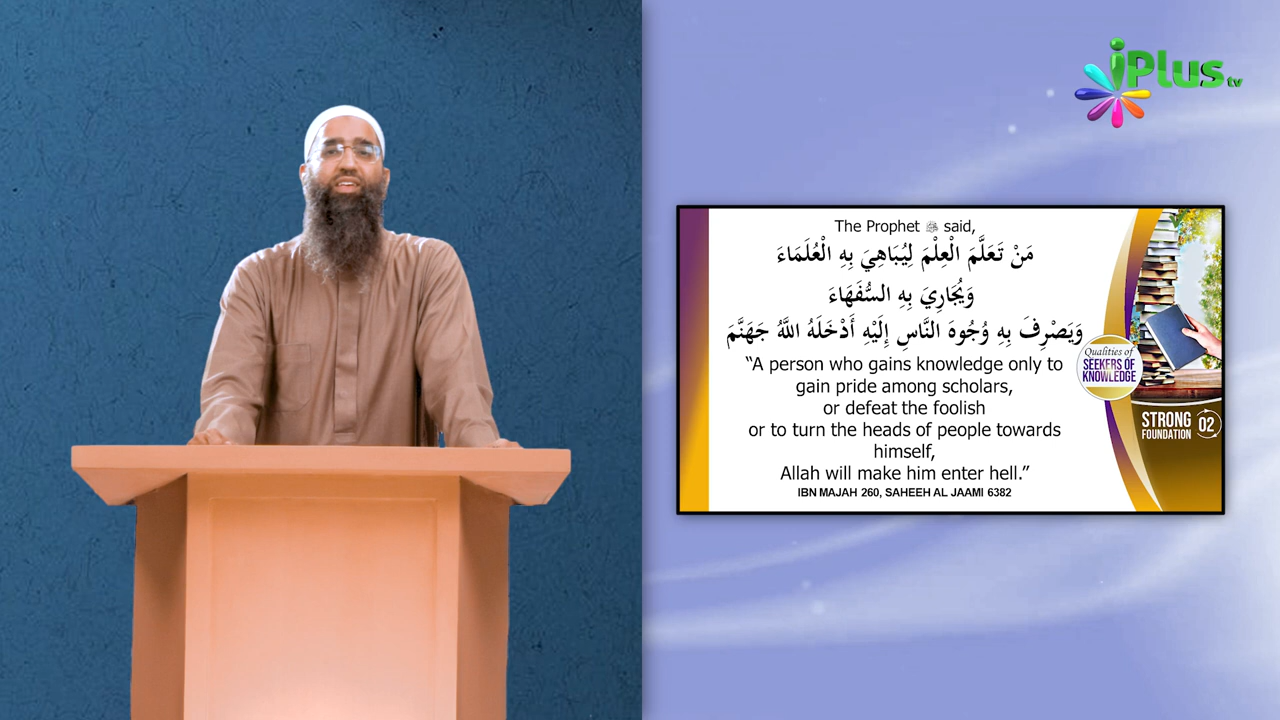 iPlus tv
The Prophet ﷺ said,
مَنْ تَعَلَّمَ الْعِلْمَ لِيُبَاهِيَ بِهِ الْعُلَمَاءَ
وَيُجَارِيَ بِهِ السُّفَهَاءَ
وَيَصْرِفَ بِهِ وُجُوهَ النَّاسِ إِلَيْهِ أَدْخَلَهُ اللَّهُ جَهَنَّمَ
“A person who gains knowledge only to
gain pride among scholars,
or defeat the foolish
or to turn the heads of people towards
himself,
Allah will make him enter hell.”
IBN MAJAH 260, SAHEEH AL JAAMI 6382
Qualities of
SEEKERS OF
KNOWLEDGE
STRONG
FOUNDATION 02